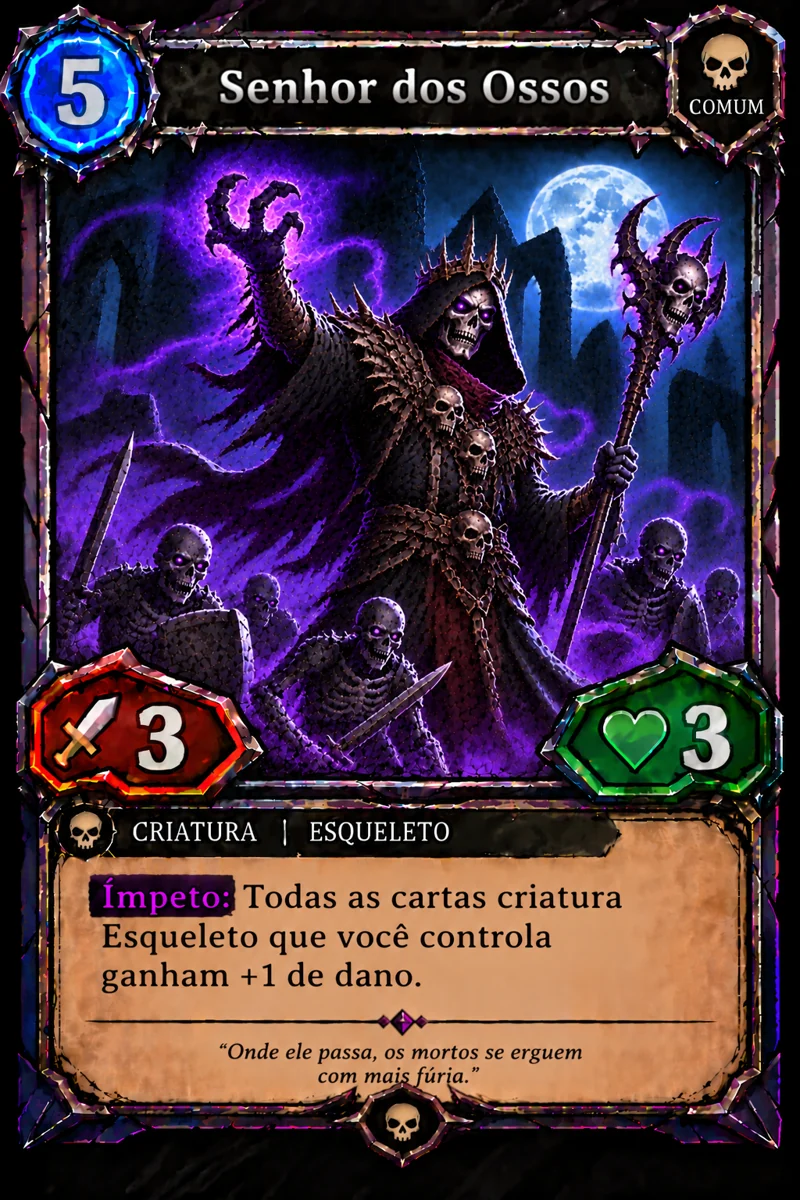 5
Senhor dos Ossos
COMUM
3
3
CRIATURA | ESQUELETO
Ímpeto: Todas as cartas criatura
Esqueleto que você controla
ganham +1 de dano.
“Onde ele passa, os mortos se erguem
com mais fúria.”